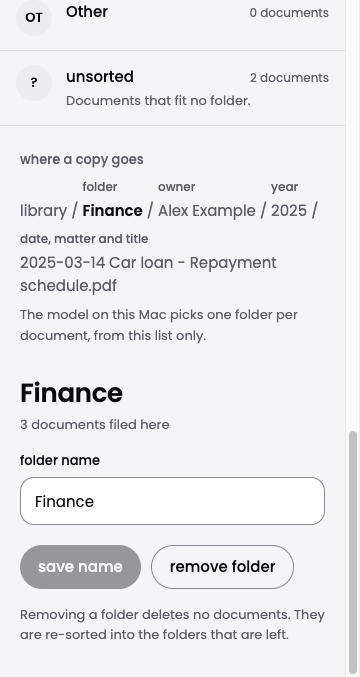 OT Other 0 documents
? unsorted 2 documents
Documents that fit no folder.
where a copy goes
folder owner year
library / Finance / Alex Example / 2025 /
date, matter and title
2025-03-14 Car loan - Repayment
schedule.pdf
The model on this Mac picks one folder per
document, from this list only.
Finance
3 documents filed here
folder name
Finance
save name remove folder
Removing a folder deletes no documents. They
are re-sorted into the folders that are left.